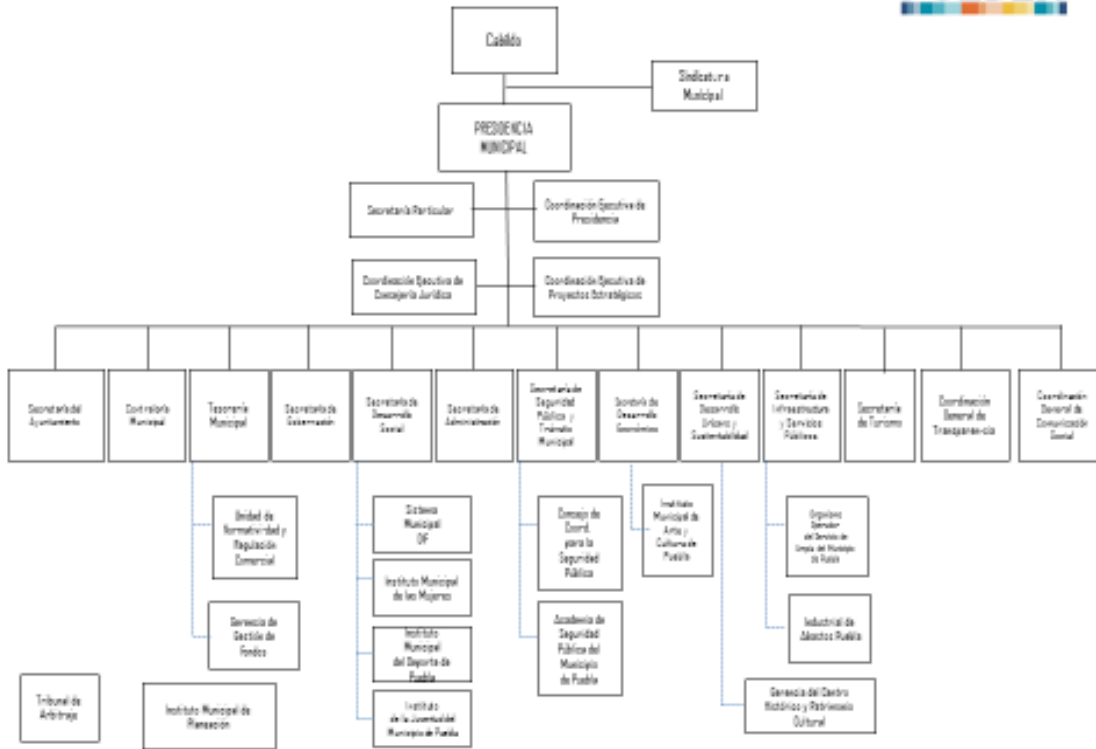 Cabildo
Sindicatura
Municipal
PRESIDENCIA
MUNICIPAL
Secretaría Particular
Coordinación Ejecutiva de
Presidencia
Coordinación Ejecutiva de
Consejería Jurídica
Coordinación Ejecutiva de
Proyectos Estratégicos
Secretaría del
Ayuntamiento
Contraloría
Municipal
Tesorería
Municipal
Secretaría de
Gobernación
Secretaría de
Desarrollo
Social
Secretaría de
Administración
Secretaría de
Seguridad
Pública y
Tránsito
Municipal
Secretaría de
Desarrollo
Económico
Secretaría de
Desarrollo
Urbano y
Sustentabilidad
Secretaría de
Infraestructura
y Servicios
Públicos
Secretaría
de Turismo
Coordinación
General de
Transparencia
Coordinación
General de
Comunicación
Social
Unidad de
Normatividad y
Regulación
Comercial
Sistema
Municipal
DIF
Consejo de
Coord.
para la
Seguridad
Pública
Instituto
Municipal de
Arte y
Cultura de
Puebla
Organismo
Operador
del Servicio de
Limpia del Municipio
de Puebla
Instituto Municipal
de las Mujeres
Gerencia de
Gestión de
Fondos
Instituto
Municipal
del Deporte de
Puebla
Academia de
Seguridad
Pública del
Municipio
de Puebla
Industrial de
Abastos Puebla
Tribunal de
Arbitraje
Instituto Municipal de
Planeación
Instituto
de la Juventud del
Municipio de Puebla
Gerencia del Centro
Histórico y Patrimonio
Cultural